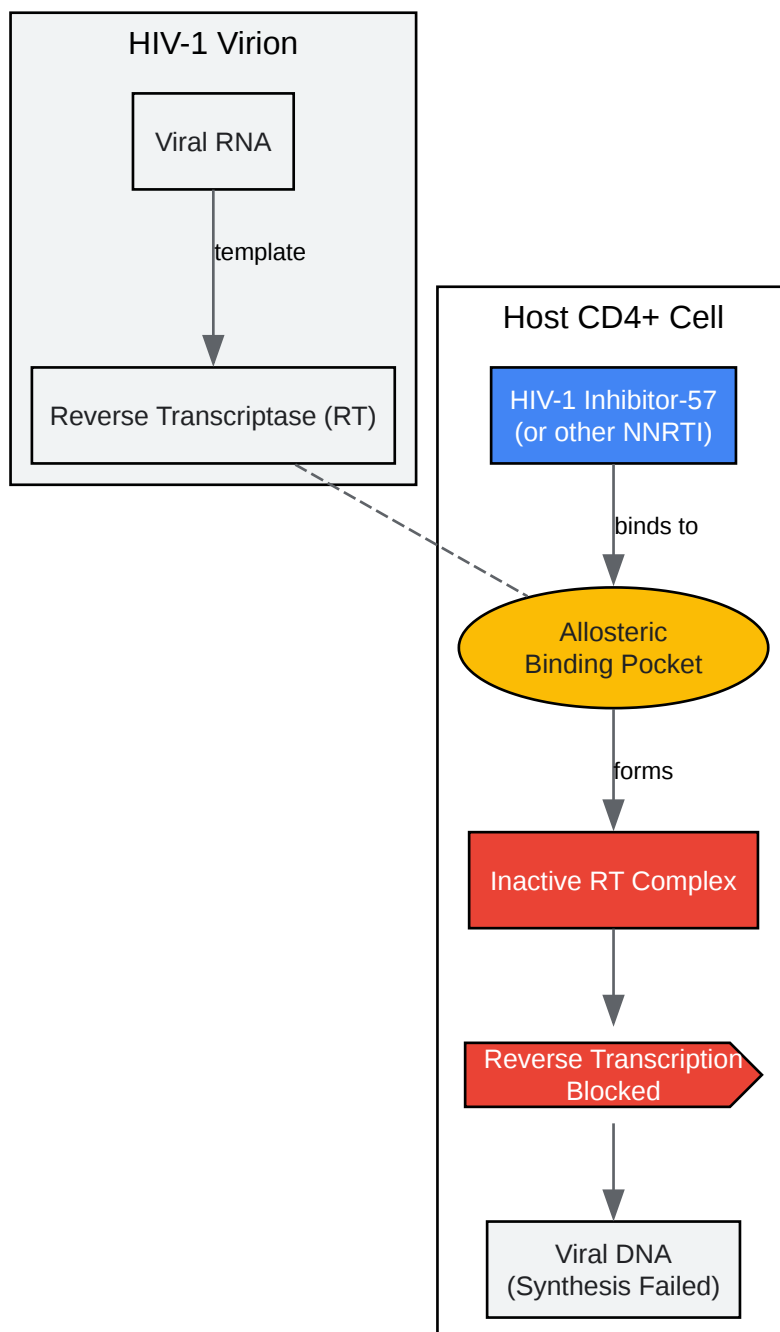 HIV-1 Virion
Viral RNA
template
Reverse Transcriptase (RT)
Host CD4+ Cell
HIV-1 Inhibitor-57
(or other NNRTI)
binds to
Allosteric
Binding Pocket
forms
Inactive RT Complex
Reverse Transcription
Blocked
Viral DNA
(Synthesis Failed)